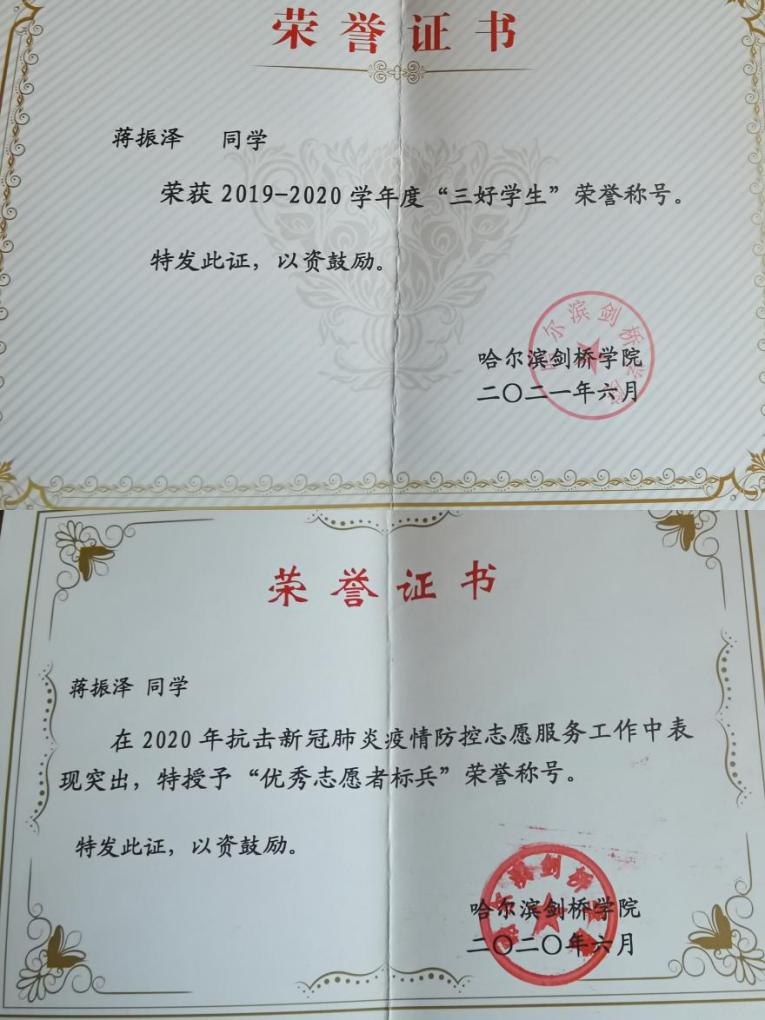 荣誉证书
蒋振泽 同学
荣获2019-2020学年度“三好学生”荣誉称号。
特发此证，以资鼓励。
哈尔滨剑桥学院
二〇二一年六月
荣誉证书
蒋振泽 同学
在2020年抗击新冠肺炎疫情防控志愿服务工作中表
现突出，特授予“优秀志愿者标兵”荣誉称号。
特发此证，以资鼓励。
哈尔滨剑桥学院
二〇二〇年六月